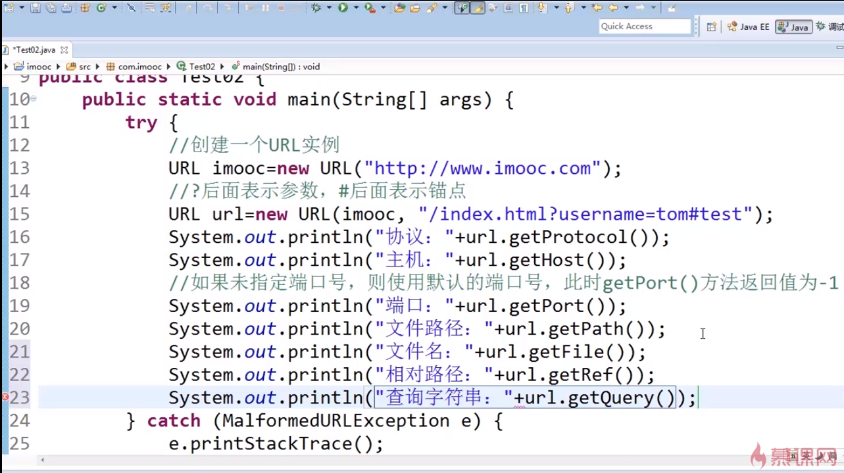 Quick Access
Java EE
Java
调试
*Test02.java
imooc
src
com.imooc
Test02
main(String[]) : void
9 public class Test02 {
10 public static void main(String[] args) {
11 try {
12 //创建一个URL实例
13 URL imooc=new URL("http://www.imooc.com");
14 //?后面表示参数，#后面表示锚点
15 URL url=new URL(imooc, "/index.html?username=tom#test");
16 System.out.println("协议："+url.getProtocol());
17 System.out.println("主机："+url.getHost());
18 //如果未指定端口号，则使用默认的端口号，此时getPort()方法返回值为-1
19 System.out.println("端口："+url.getPort());
20 System.out.println("文件路径："+url.getPath());
21 System.out.println("文件名："+url.getFile());
22 System.out.println("相对路径："+url.getRef());
23 System.out.println("查询字符串："+url.getQuery());
24 } catch (MalformedURLException e) {
25 e.printStackTrace();
慕课网